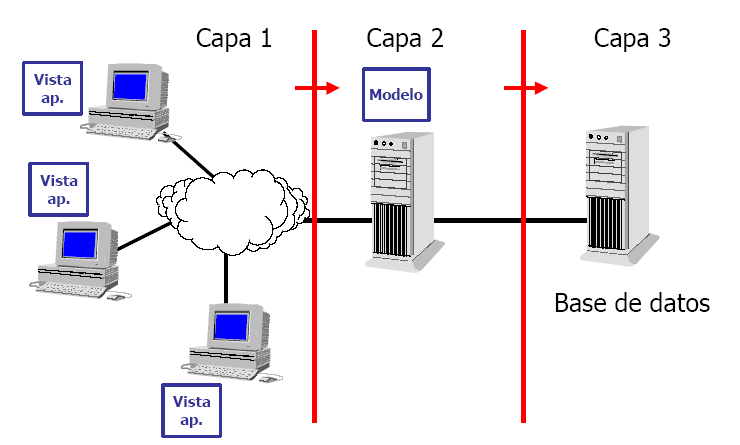 Capa 1
Capa 2
Capa 3
Vista
ap.
Modelo
Vista
ap.
Base de datos
Vista
ap.